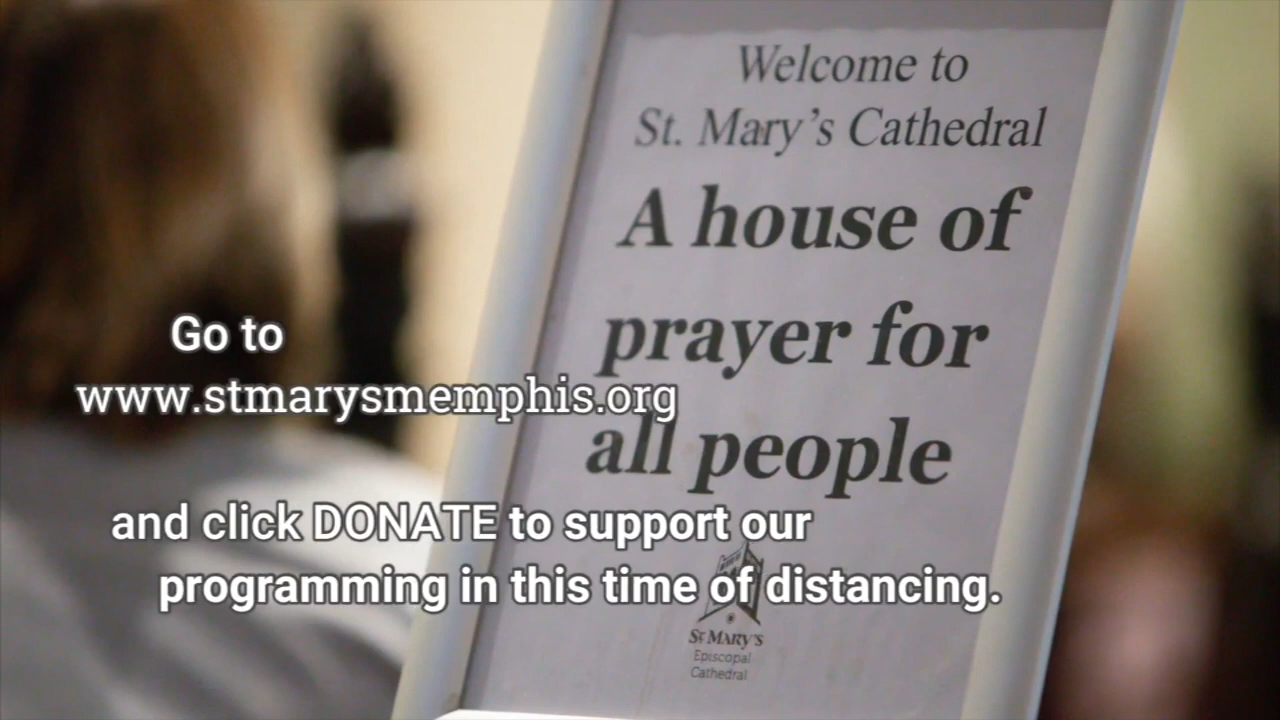 Welcome to
St. Mary's Cathedral
A house of
prayer for
all people
Go to
www.stmarysmemphis.org
and click DONATE to support our
programming in this time of distancing.
St Mary's
Episcopal
Cathedral